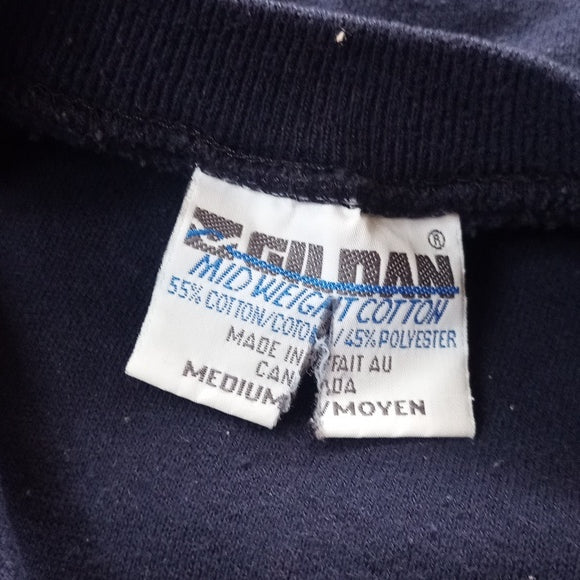 GILDAN®
MIDWEIGHT COTTON
55% COTTON/COTON/45% POLYESTER
MADE IN FAIT AU
CANADA
MEDIUM/MOYEN